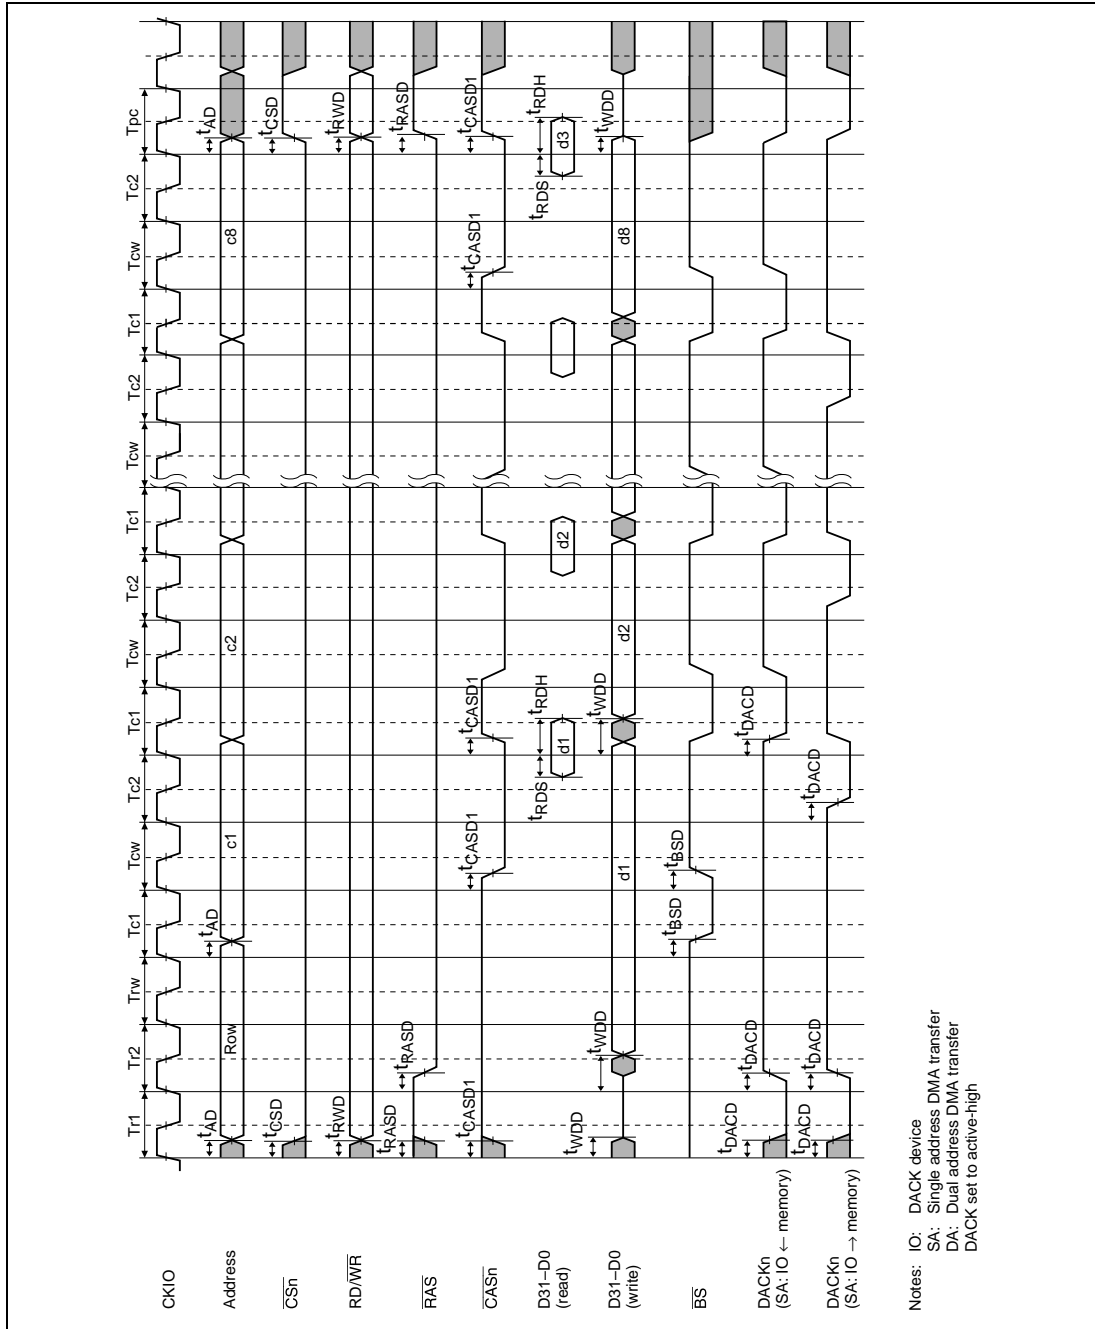 Tr1 Tr2 Trw Tc1 Tcw Tc2 Tc1 Tcw Tc2 Tc1 Tcw Tc2 Tc1 Tcw Tc2 Tpc
CKIO
Address
tAD Row tAD c1 c2 c8 tAD
CSn
tCSD tCSD
RD/WR
tRWD tRWD
RAS
tRASD tRASD tRASD
CASn
tCASD1 tCASD1 tCASD1 tCASD1 tCASD1
D31–D0
(read)
tRDS d1 tRDH d2 tRDS d3 tRDH
D31–D0
(write)
tWDD tWDD d1 tWDD d2 d8 tWDD
BS
tBSD tBSD
DACKn
(SA: IO ← memory)
tDACD tDACD tDACD
DACKn
(SA: IO → memory)
tDACD tDACD tDACD
Notes: IO: DACK device
SA: Single address DMA transfer
DA: Dual address DMA transfer
DACK set to active-high